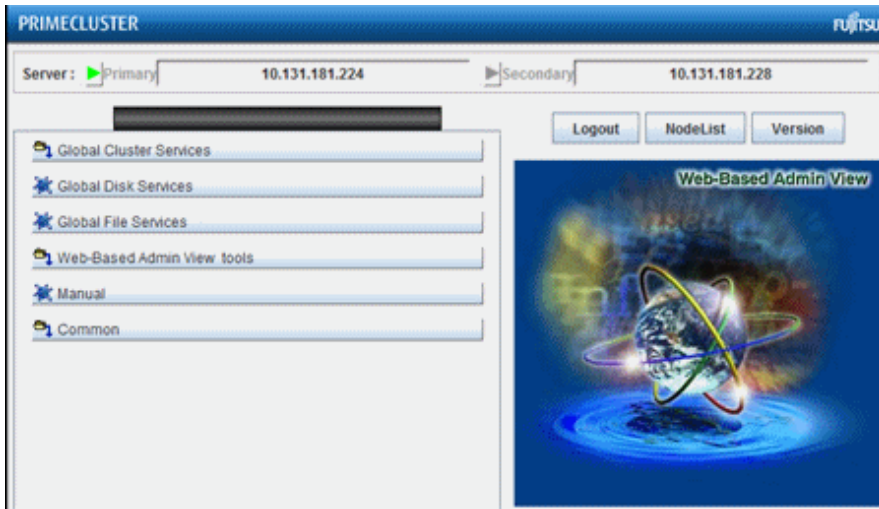 PRIMECLUSTER
FUJITSU
Server : Primary 10.131.181.224 Secondary 10.131.181.228
Logout NodeList Version
Global Cluster Services
Global Disk Services
Global File Services
Web-Based Admin View tools
Manual
Common
Web-Based Admin View